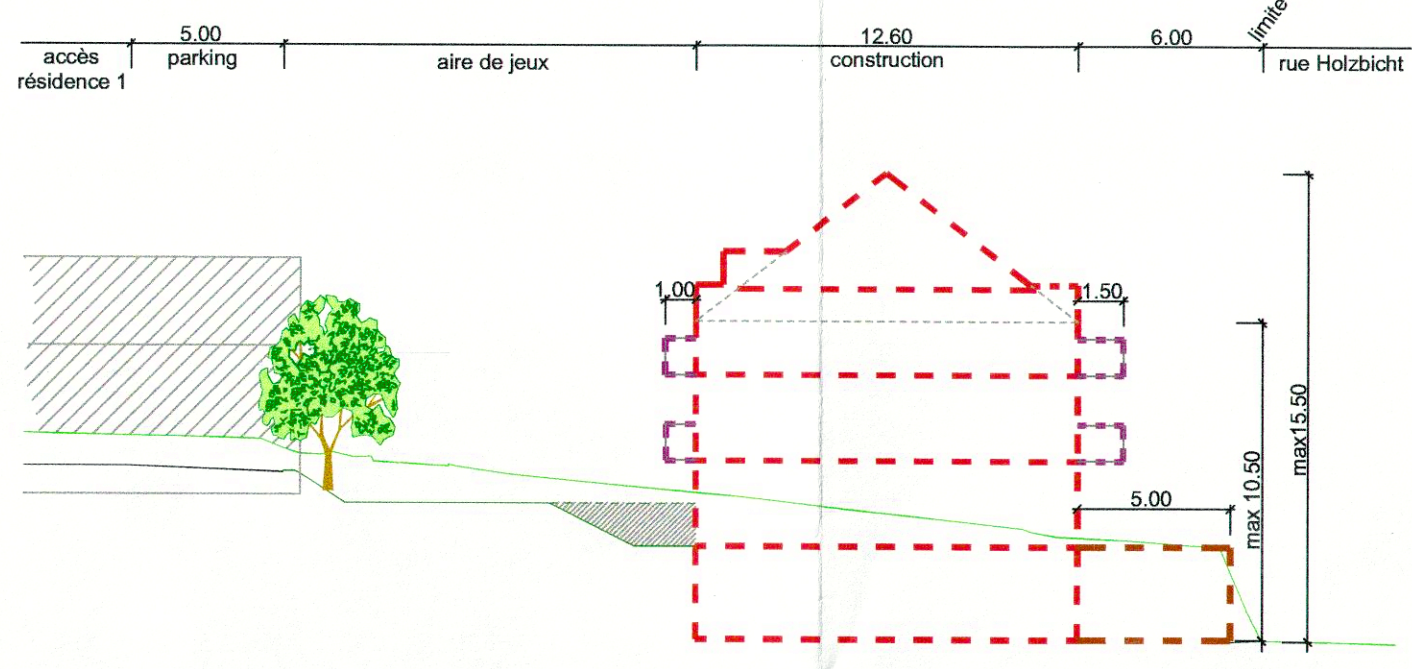 5.00
12.60
6.00
limite
accès
résidence 1
parking
aire de jeux
construction
rue Holzbicht
1.00
1.50
max 10.50
max15.50
5.00